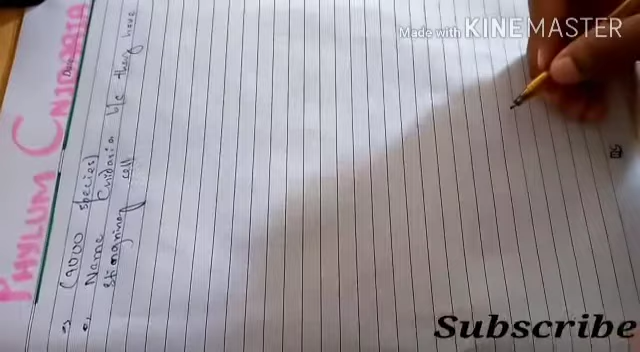 PHYLUM CNIDARIA
(9000 species)
Name Cnidaria b/c they have
stinging cell
Made with KINEMASTER
Subscribe